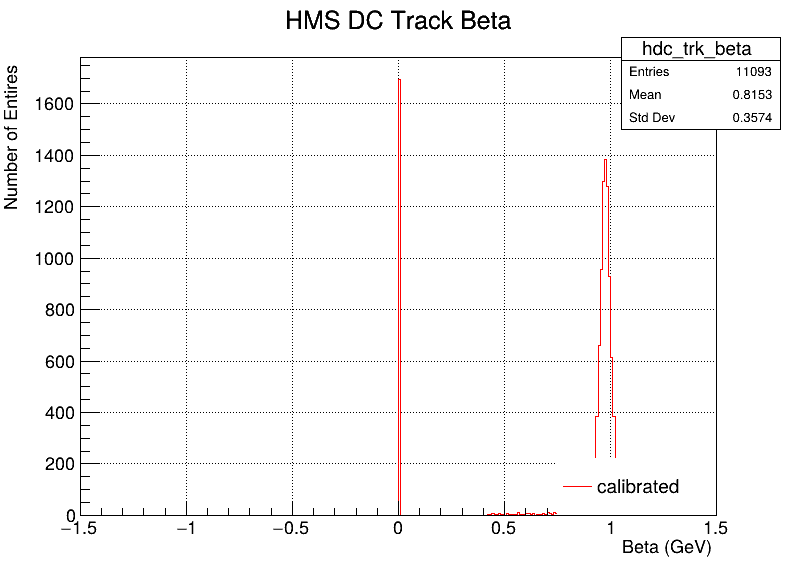 HMS DC Track Beta
hdc_trk_beta
Entries 11093
Mean 0.8153
Std Dev 0.3574
Number of Entires
1600
1400
1200
1000
800
600
400
200
0
calibrated
−1.5 −1 −0.5 0 0.5 1 1.5
Beta (GeV)